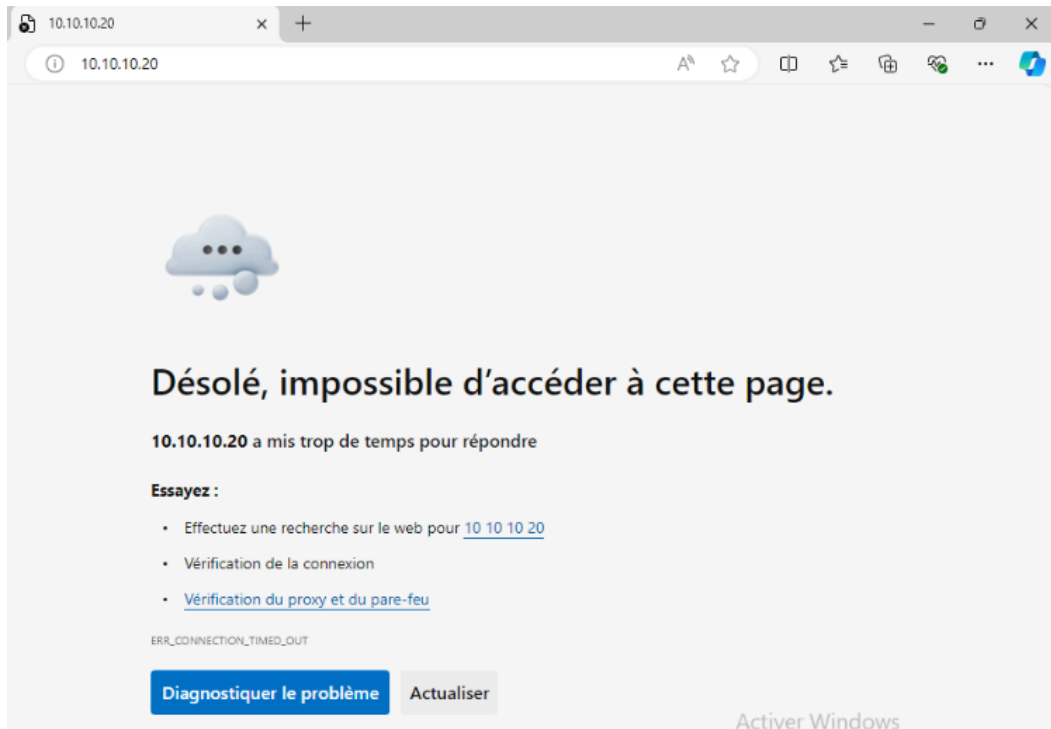 10.10.10.20
10.10.10.20
Désolé, impossible d’accéder à cette page.
10.10.10.20 a mis trop de temps pour répondre
Essayez :
• Effectuez une recherche sur le web pour 10 10 10 20
• Vérification de la connexion
• Vérification du proxy et du pare-feu
ERR_CONNECTION_TIMED_OUT
Diagnostiquer le problème Actualiser
Activer Windows